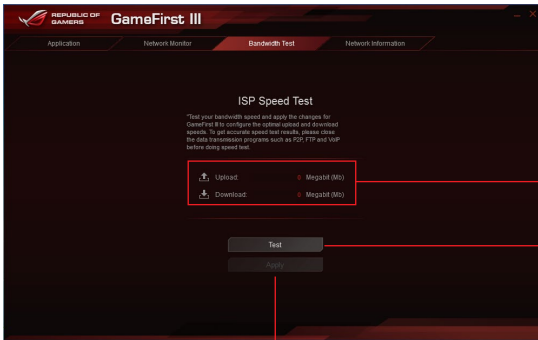 REPUBLIC OF
GAMERS
GameFirst III
Application
Network Monitor
Bandwidth Test
Network Information
ISP Speed Test
*Test your bandwidth speed and apply the changes for
GameFirst III to configure the optimal upload and download
speeds. To get accurate speed test results, please close
the data transmission programs such as P2P, FTP and VoIP
before doing speed test.
Upload: Megabit (Mb)
Download: Megabit (Mb)
Test
Apply